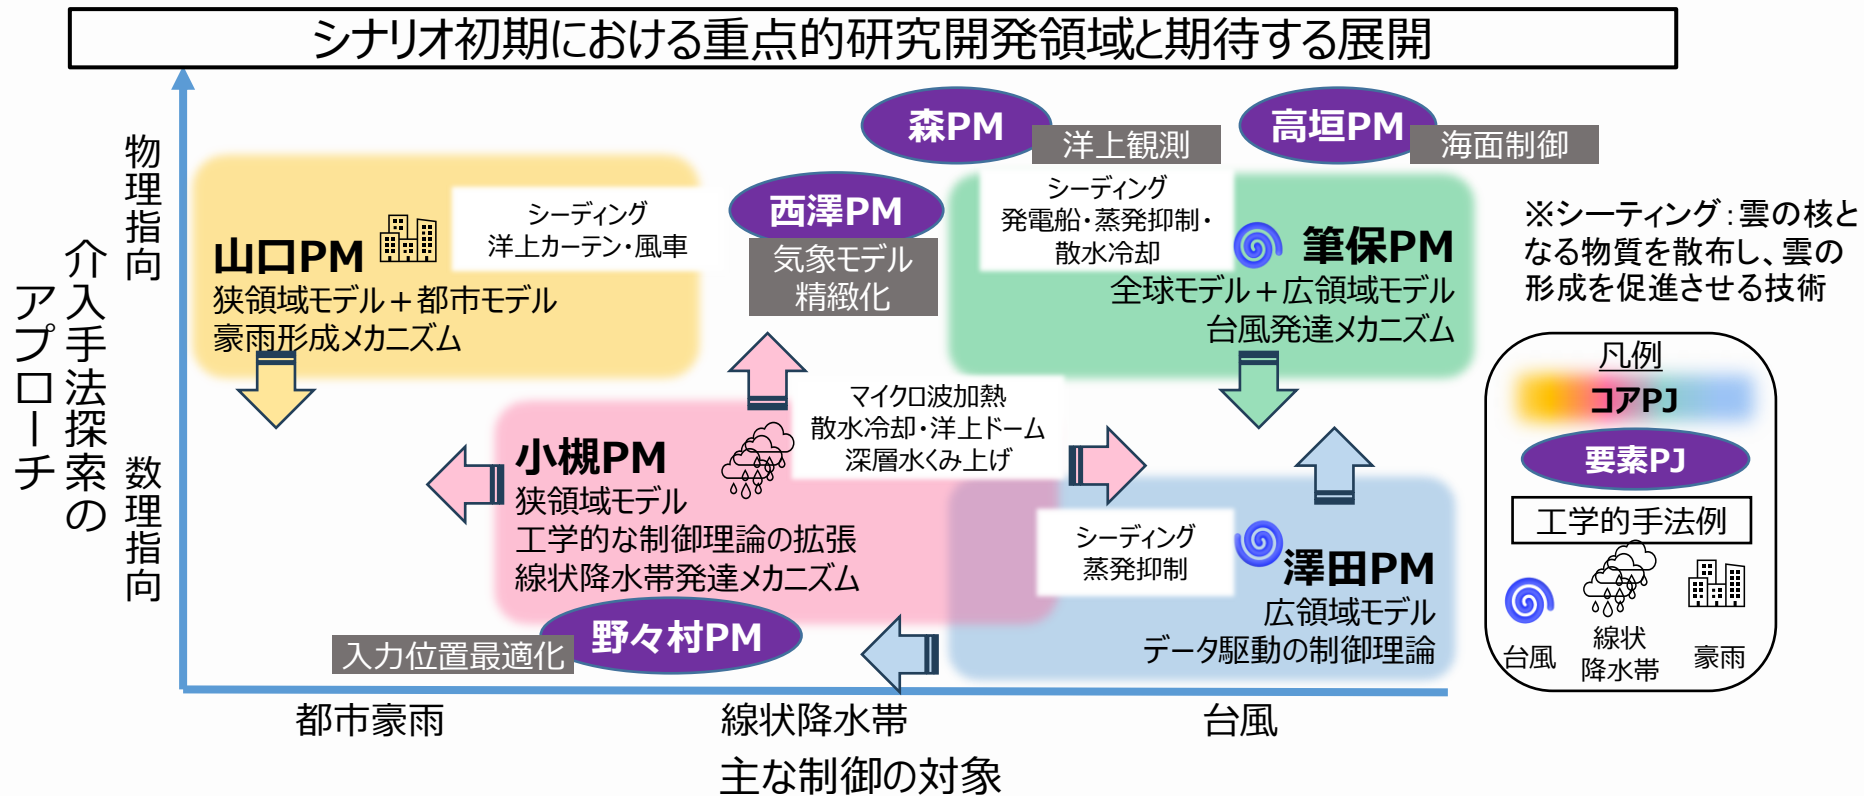 シナリオ初期における重点的研究開発領域と期待する展開
介入手法探索の
アプローチ
物理指向
数理指向
森PM
洋上観測
高垣PM
海面制御
西澤PM
気象モデル
精緻化
シーディング
洋上カーテン・風車
山口PM
狭領域モデル＋都市モデル
豪雨形成メカニズム
シーディング
発電船・蒸発抑制・
散水冷却
筆保PM
全球モデル＋広領域モデル
台風発達メカニズム
マイクロ波加熱
散水冷却・洋上ドーム
深層水くみ上げ
小槻PM
狭領域モデル
工学的な制御理論の拡張
線状降水帯発達メカニズム
シーディング
蒸発抑制
澤田PM
広領域モデル
データ駆動の制御理論
野々村PM
入力位置最適化
都市豪雨
線状降水帯
台風
主な制御の対象
※シーティング：雲の核と
なる物質を散布し、雲の
形成を促進させる技術
凡例
コアPJ
要素PJ
工学的手法例
台風
線状
降水帯
豪雨